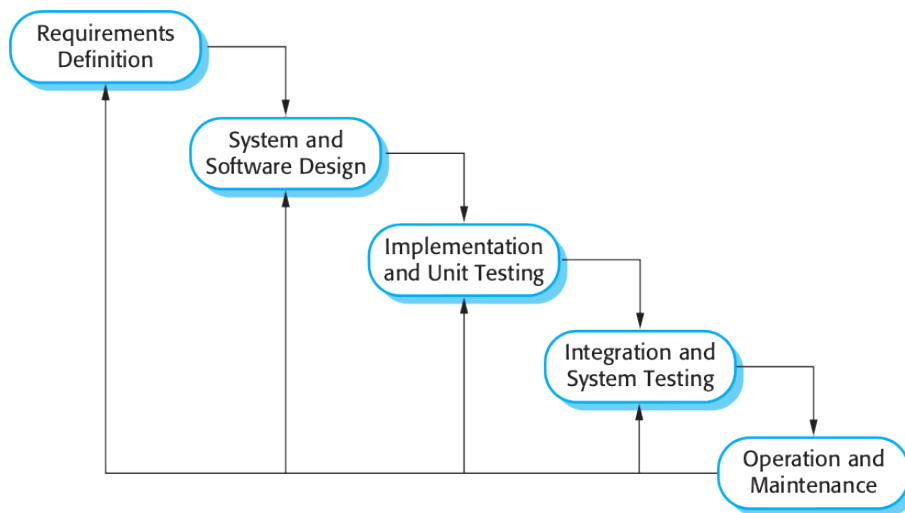 Requirements
Definition
System and
Software Design
Implementation
and Unit Testing
Integration and
System Testing
Operation and
Maintenance